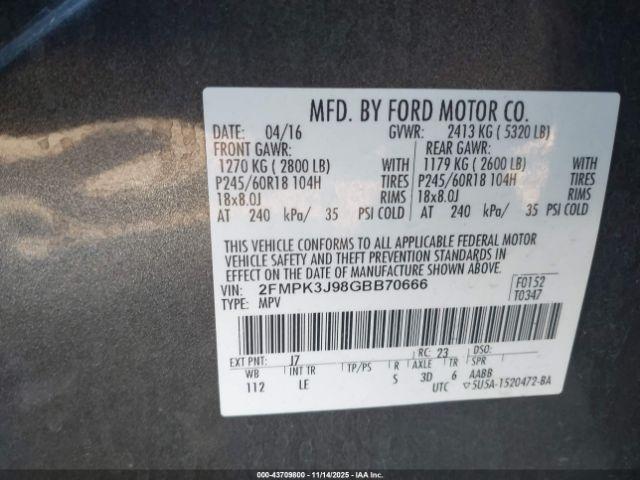 MFD. BY FORD MOTOR CO.
DATE: 04/16 GVWR: 2413 KG ( 5320 LB)
FRONT GAWR: REAR GAWR:
1270 KG ( 2800 LB) WITH 1179 KG ( 2600 LB) WITH
P245/60R18 104H TIRES P245/60R18 104H TIRES
18x8.0J RIMS 18x8.0J RIMS
AT 240 kPa/ 35 PSI COLD AT 240 kPa/ 35 PSI COLD
THIS VEHICLE CONFORMS TO ALL APPLICABLE FEDERAL MOTOR
VEHICLE SAFETY AND THEFT PREVENTION STANDARDS IN
EFFECT ON THE DATE OF MANUFACTURE SHOWN ABOVE.
VIN: 2FMPK3J98GBB70666 F0152
TYPE: MPV T0347
EXT PNT: J7 RC: 23 DSO:
WB INT TR TP/PS R AXLE TR SPR
112 LE S 3D 6 AABB
UTC ▽5U5A-1520472-BA
000-43709800 - 11/14/2025 - IAA Inc.